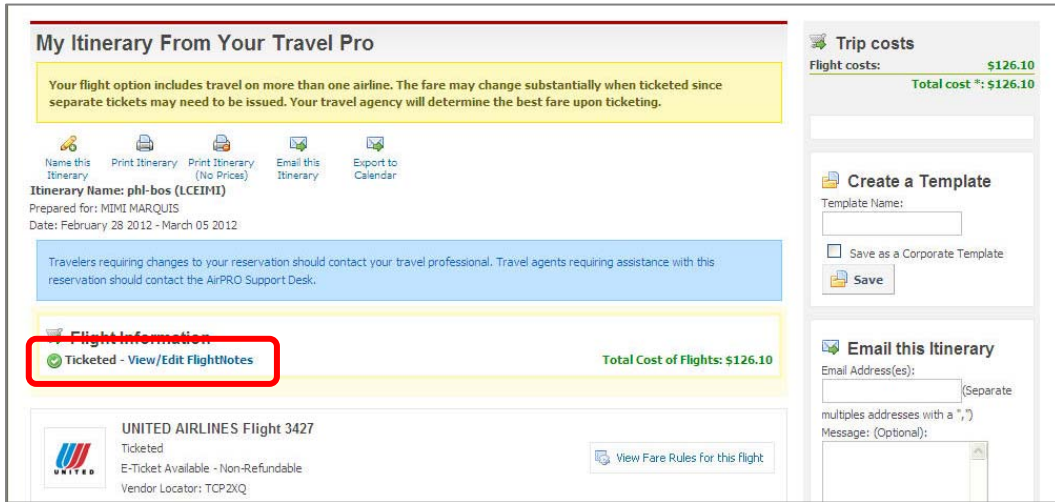 My Itinerary From Your Travel Pro
Your flight option includes travel on more than one airline. The fare may change substantially when ticketed since
separate tickets may need to be issued. Your travel agency will determine the best fare upon ticketing.
Name this
Itinerary
Print Itinerary
Print Itinerary
(No Prices)
Email this
Itinerary
Export to
Calendar
Itinerary Name: phl-bos (LCEIMI)
Prepared for: MIMI MARQUIS
Date: February 28 2012 - March 05 2012
Travelers requiring changes to your reservation should contact your travel professional. Travel agents requiring assistance with this
reservation should contact the AirPRO Support Desk.
Flight Information
Ticketed - View/Edit FlightNotes
Total Cost of Flights: $126.10
UNITED
UNITED AIRLINES Flight 3427
Ticketed
E-Ticket Available - Non-Refundable
Vendor Locator: TCP2XQ
View Fare Rules for this flight
Trip costs
Flight costs: $126.10
Total cost *: $126.10
Create a Template
Template Name:
Save as a Corporate Template
Save
Email this Itinerary
Email Address(es):
(Separate
multiples addresses with a ",")
Message: (Optional):